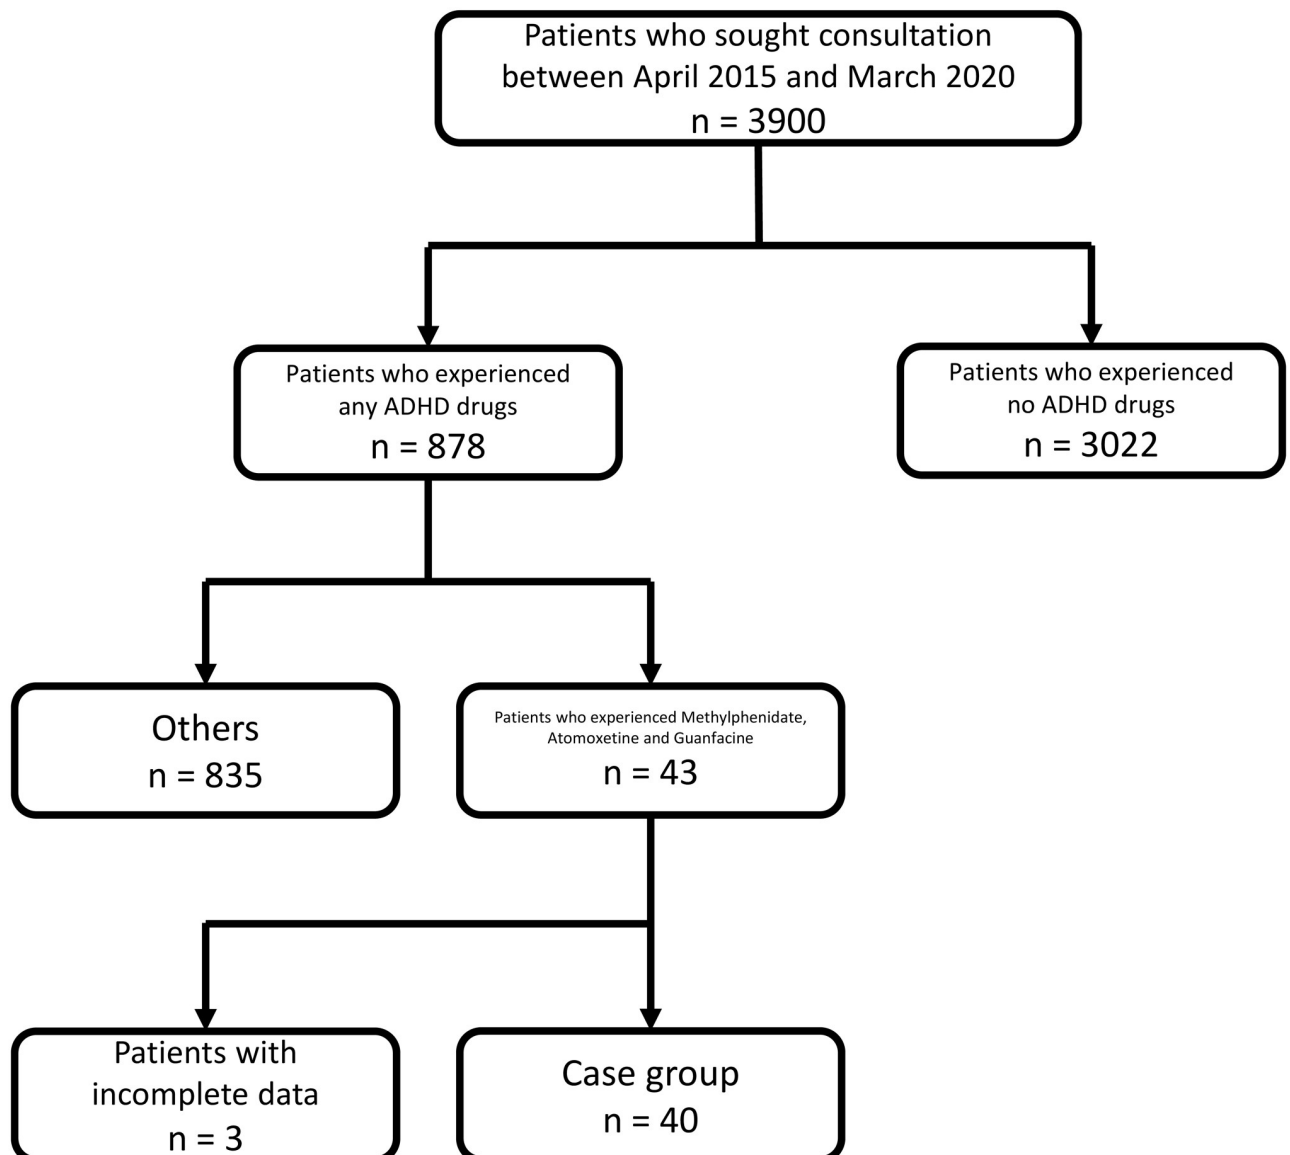 Patients who sought consultation
between April 2015 and March 2020
n = 3900
Patients who experienced
any ADHD drugs
n = 878
Patients who experienced
no ADHD drugs
n = 3022
Others
n = 835
Patients who experienced Methylphenidate,
Atomoxetine and Guanfacine
n = 43
Patients with
incomplete data
n = 3
Case group
n = 40